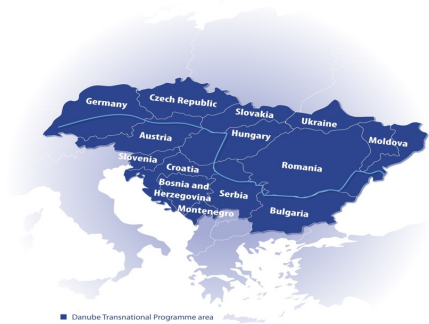 Germany
Czech Republic
Slovakia
Ukraine
Austria
Hungary
Moldova
Slovenia
Croatia
Romania
Bosnia and
Herzegovina
Serbia
Montenegro
Bulgaria
Danube Transnational Programme area